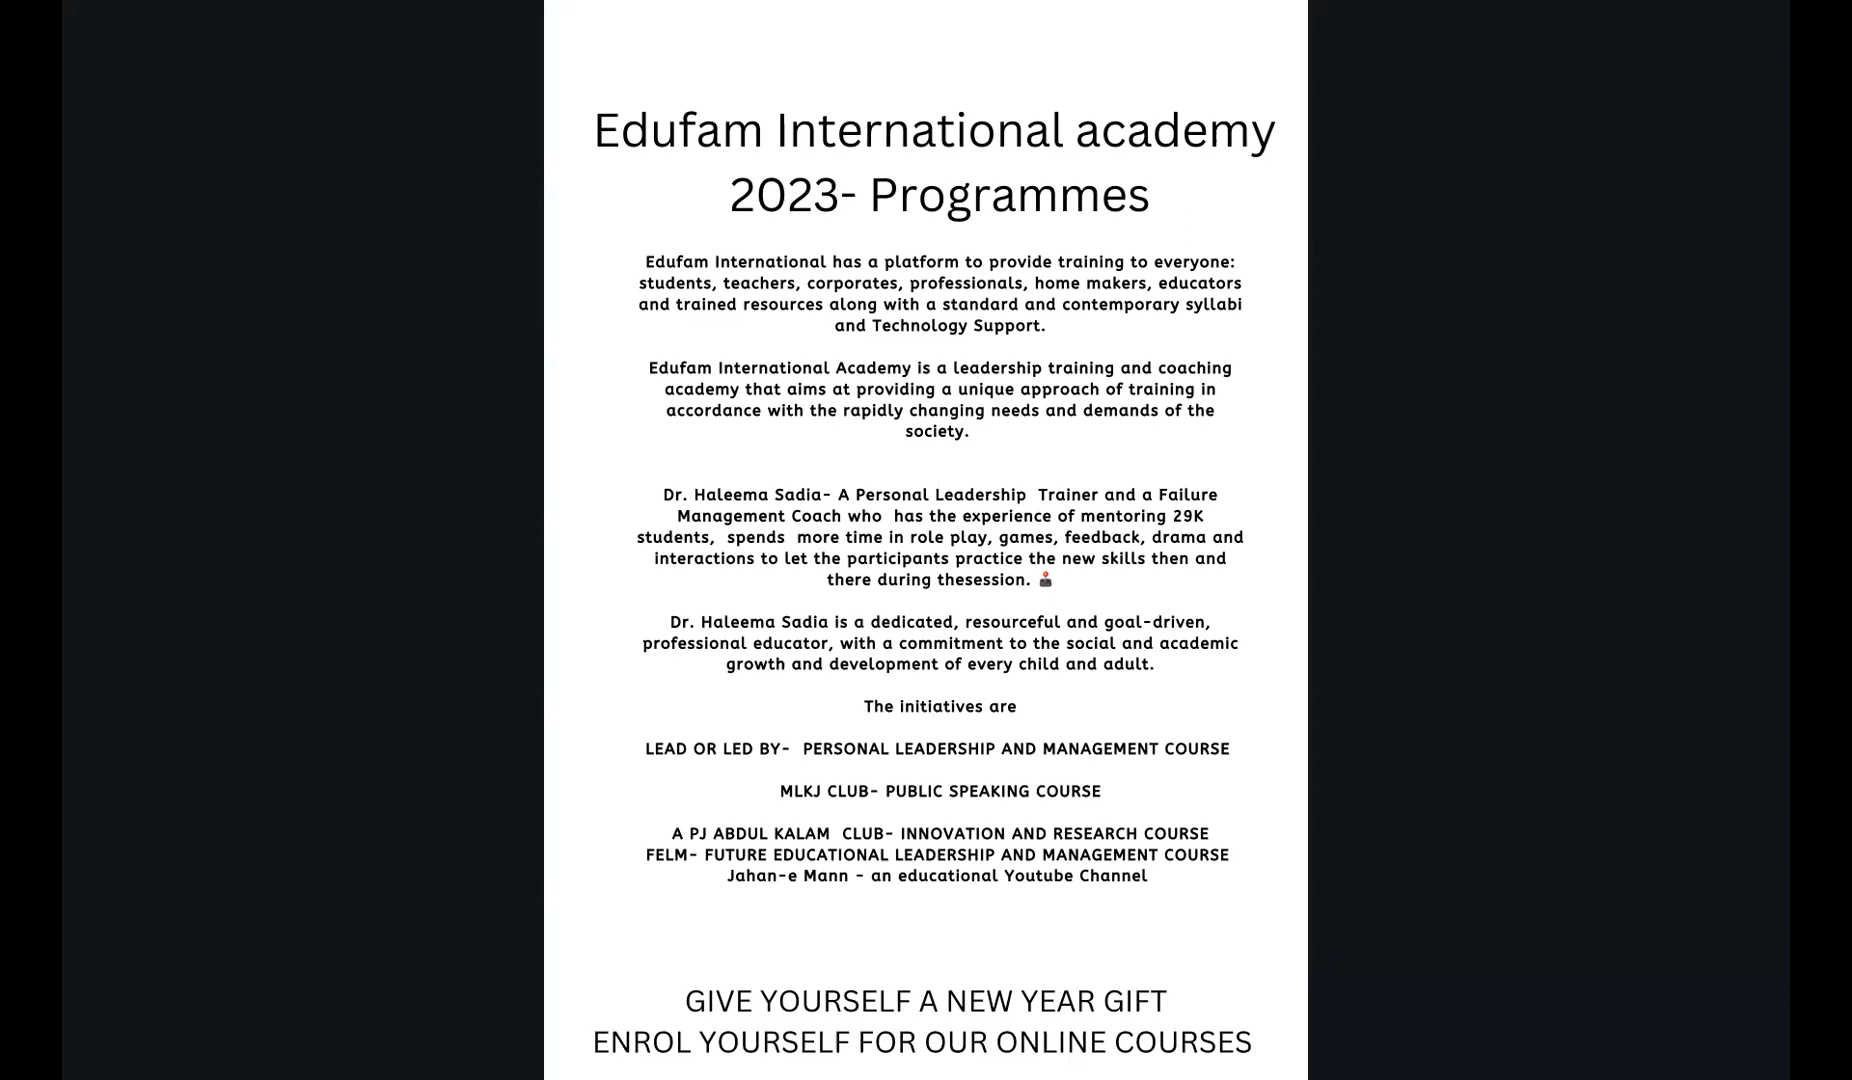 Edufam International academy
2023- Programmes
Edufam International has a platform to provide training to everyone:
students, teachers, corporates, professionals, home makers, educators
and trained resources along with a standard and contemporary syllabi
and Technology Support.
Edufam International Academy is a leadership training and coaching
academy that aims at providing a unique approach of training in
accordance with the rapidly changing needs and demands of the
society.
Dr. Haleema Sadia- A Personal Leadership  Trainer and a Failure
Management Coach who  has the experience of mentoring 29K
students,  spends  more time in role play, games, feedback, drama and
interactions to let the participants practice the new skills then and
there during thesession. 🕹️
Dr. Haleema Sadia is a dedicated, resourceful and goal-driven,
professional educator, with a commitment to the social and academic
growth and development of every child and adult.
The initiatives are
LEAD OR LED BY-  PERSONAL LEADERSHIP AND MANAGEMENT COURSE
MLKJ CLUB- PUBLIC SPEAKING COURSE
A PJ ABDUL KALAM  CLUB- INNOVATION AND RESEARCH COURSE
FELM- FUTURE EDUCATIONAL LEADERSHIP AND MANAGEMENT COURSE
Jahan-e Mann - an educational Youtube Channel
GIVE YOURSELF A NEW YEAR GIFT
ENROL YOURSELF FOR OUR ONLINE COURSES